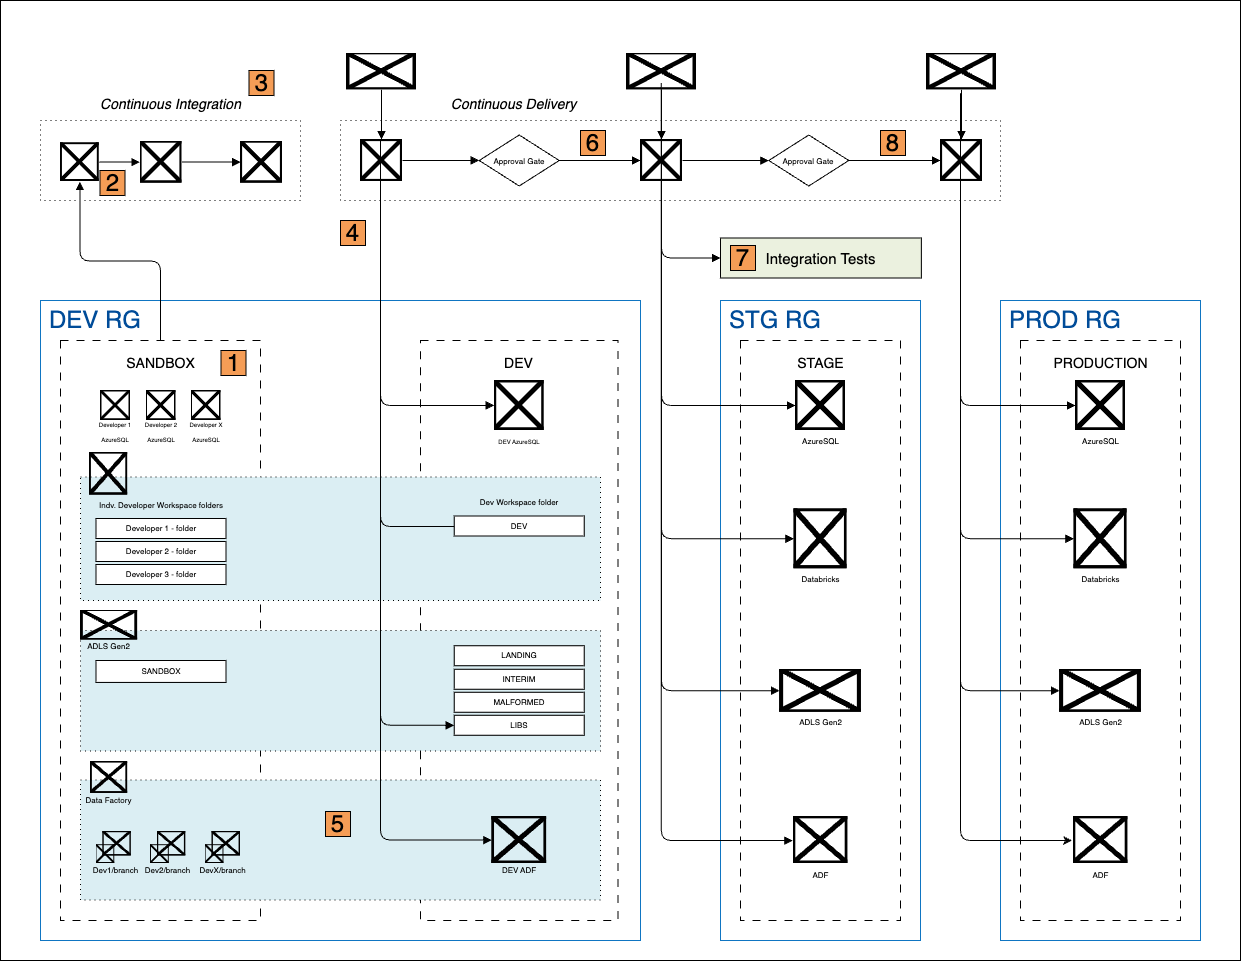 3
Continuous Integration
Continuous Delivery
2
Approval Gate
6
Approval Gate
8
4
7 Integration Tests
DEV RG
SANDBOX 1
Developer 1
Developer 2
Developer X
AzureSQL
AzureSQL
AzureSQL
DEV
DEV AzureSQL
Indv. Developer Workspace folders
Developer 1 - folder
Developer 2 - folder
Developer 3 - folder
Dev Workspace folder
DEV
ADLS Gen2
SANDBOX
LANDING
INTERIM
MALFORMED
LIBS
Data Factory
Dev1/branch
Dev2/branch
DevX/branch
5
DEV ADF
STG RG
STAGE
AzureSQL
Databricks
ADLS Gen2
ADF
PROD RG
PRODUCTION
AzureSQL
Databricks
ADLS Gen2
ADF